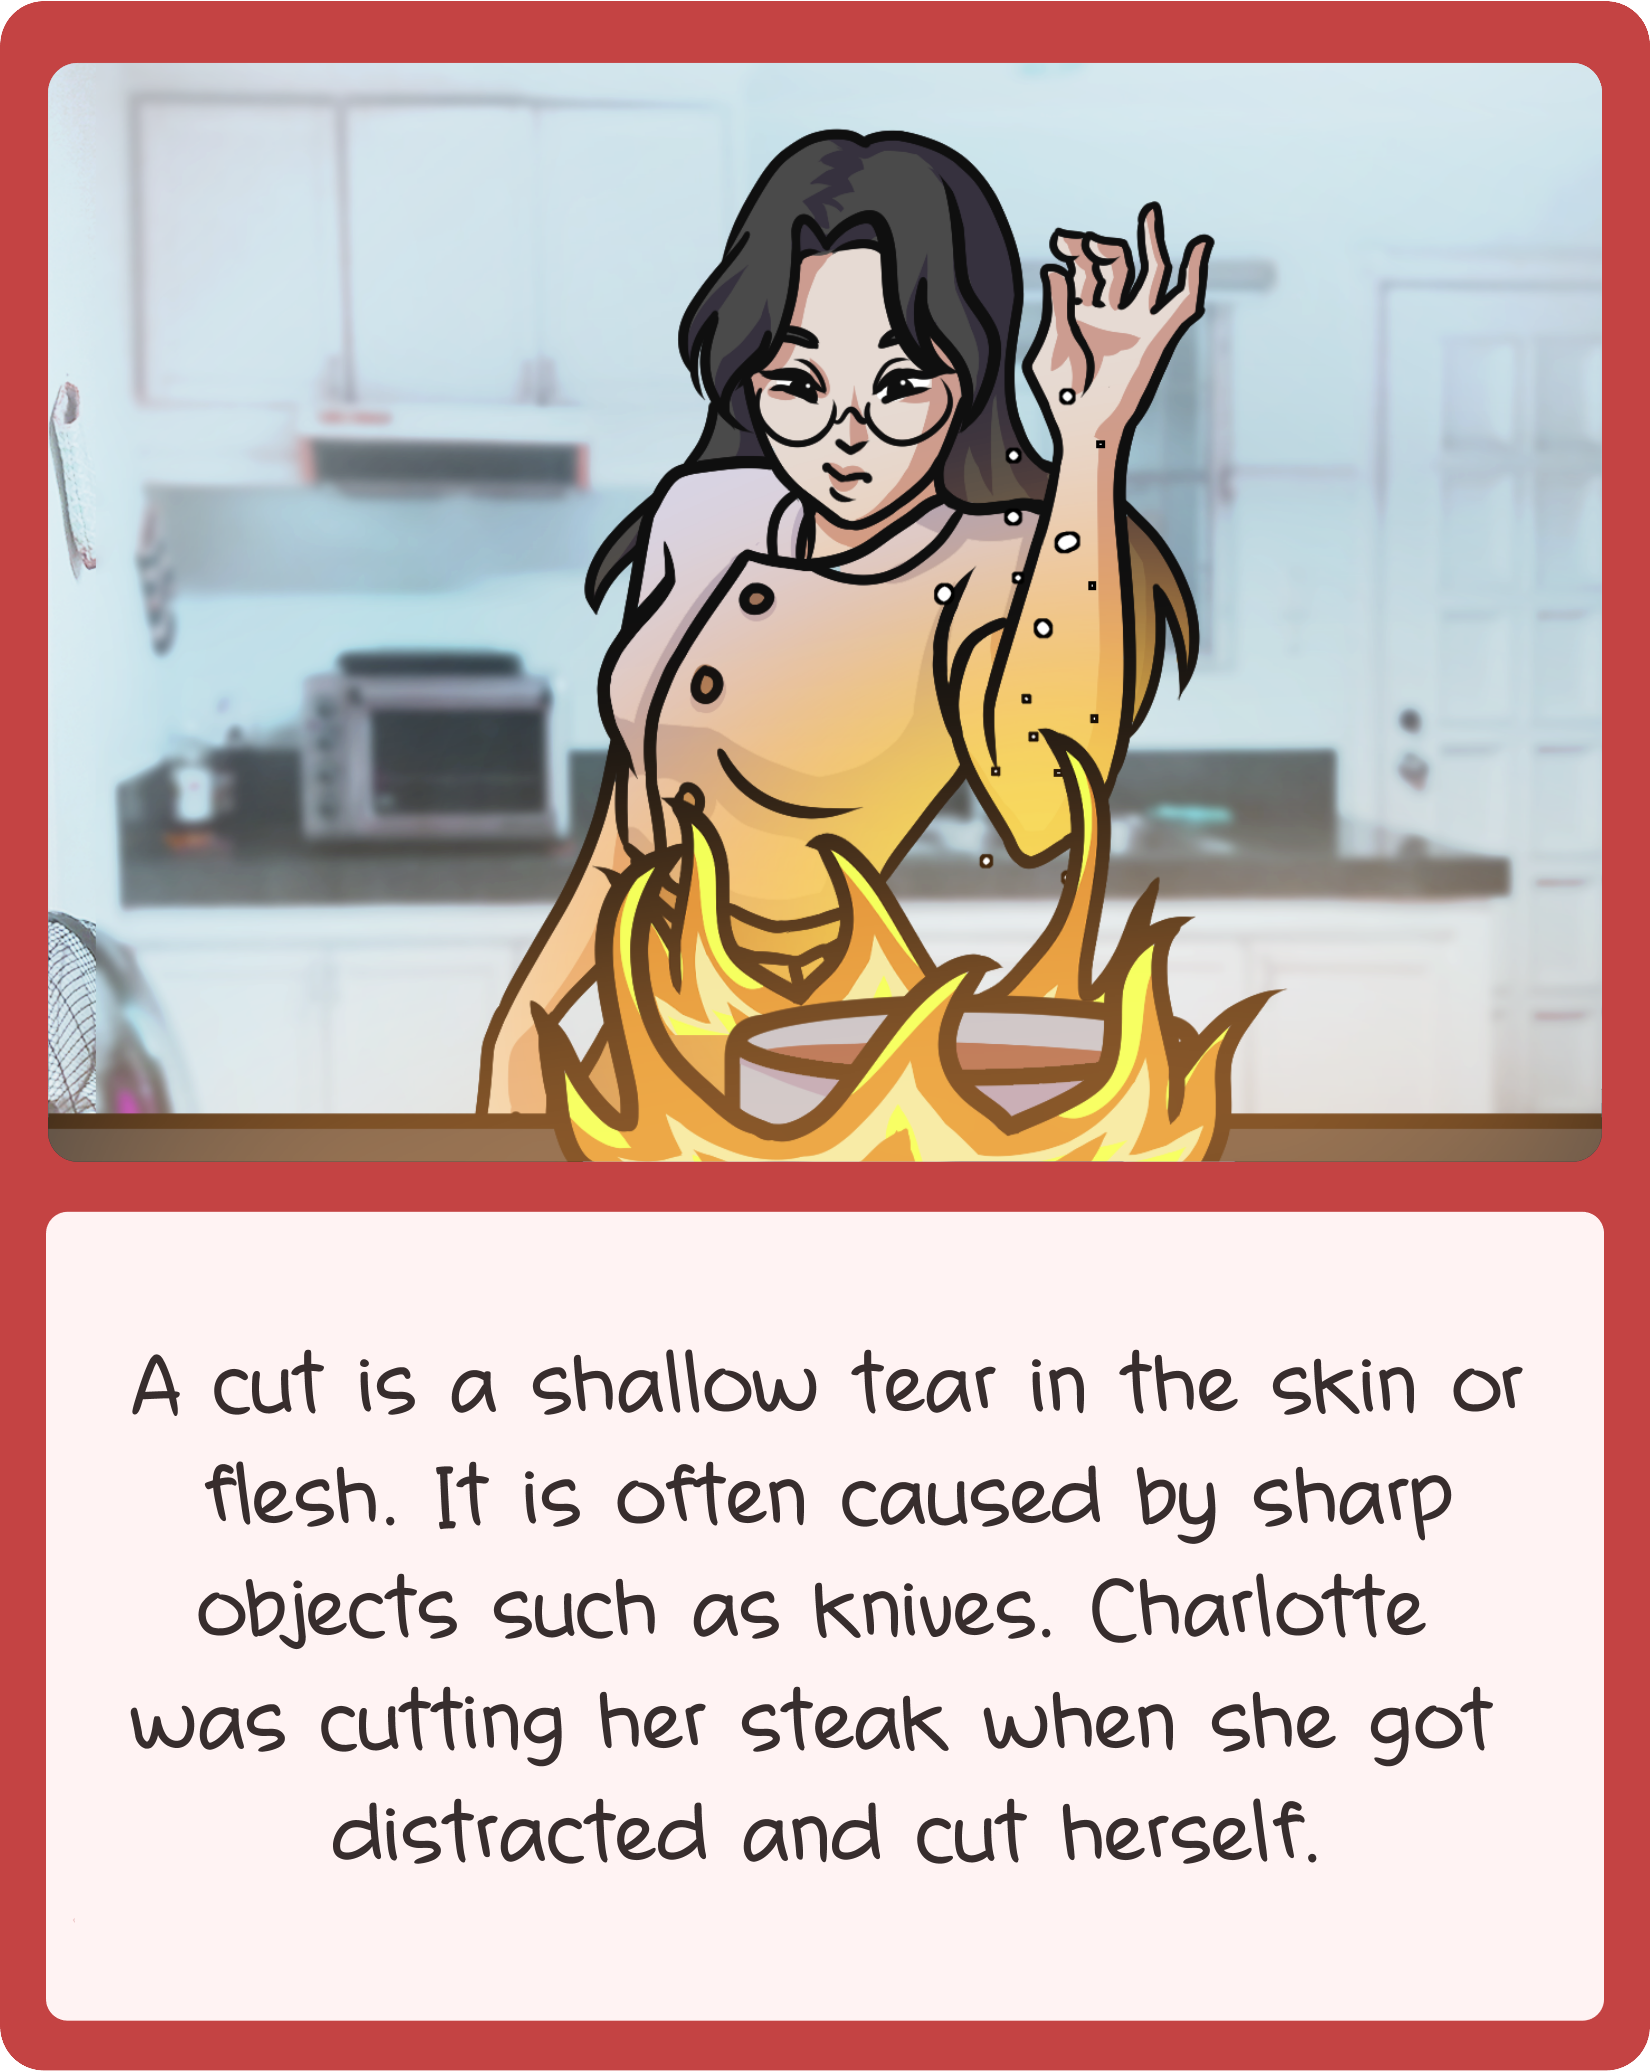 A cut is a shallow tear in the skin or
flesh. It is often caused by sharp
objects such as knives. Charlotte
was cutting her steak when she got
distracted and cut herself.